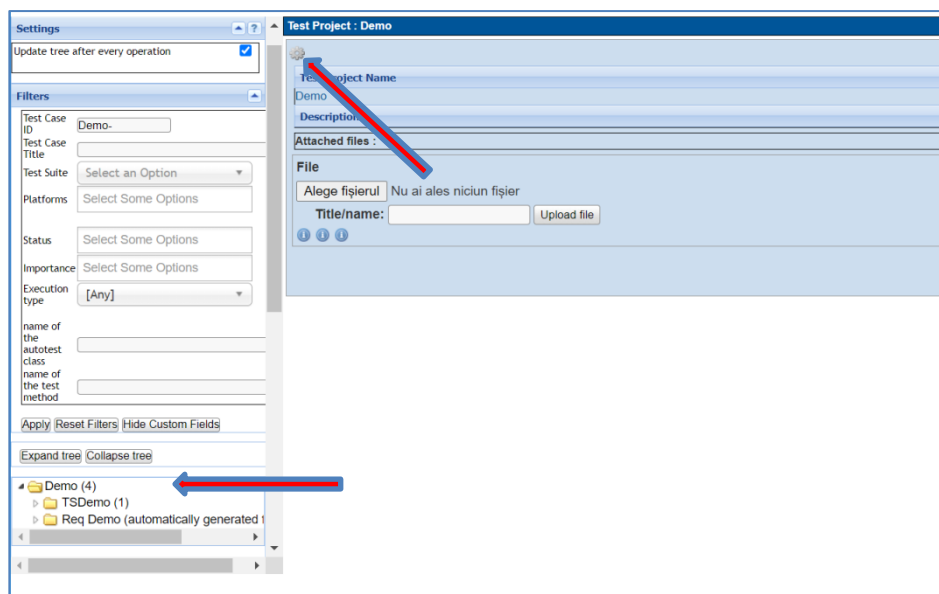 Settings
?
Update tree after every operation
Filters
Test Case ID
Demo-
Test Case Title
Test Suite
Select an Option
Platforms
Select Some Options
Status
Select Some Options
Importance
Select Some Options
Execution type
[Any]
name of the autotest class
name of the test method
Apply Reset Filters Hide Custom Fields
Expand tree Collapse tree
Demo (4)
TSDemo (1)
Req Demo (automatically generated
Test Project : Demo
Project Name
Demo
Description
Attached files :
File
Alege fișierul Nu ai ales niciun fișier
Title/name:
Upload file